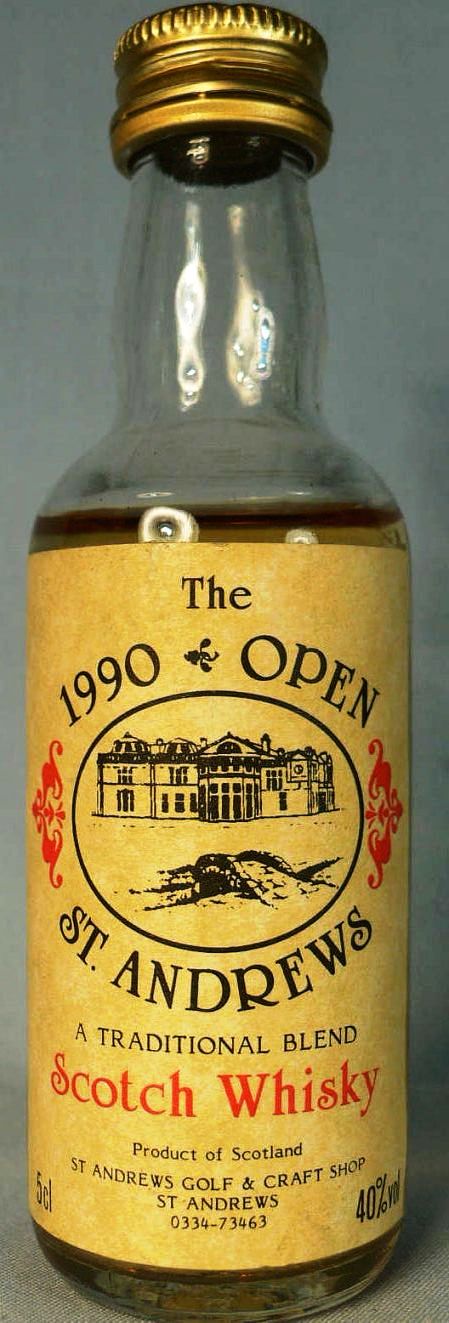 The
1990 OPEN
ST. ANDREWS
A TRADITIONAL BLEND
Scotch Whisky
Product of Scotland
ST ANDREWS GOLF & CRAFT SHOP
ST ANDREWS
0334-73463
5cl
40%vol